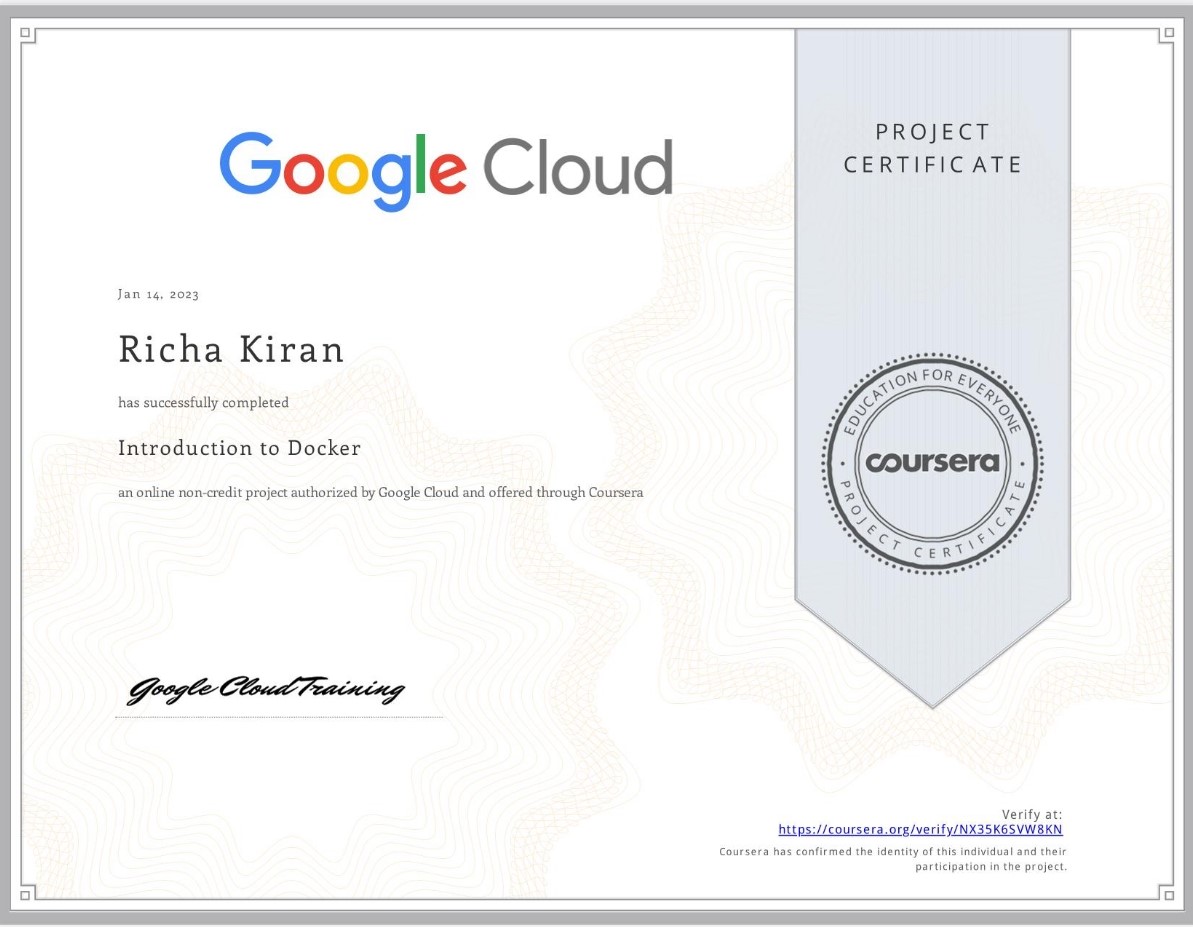 Google Cloud
PROJECT
CERTIFICATE
Jan 14, 2023
Richa Kiran
has successfully completed
Introduction to Docker
an online non-credit project authorized by Google Cloud and offered through Coursera
EDUCATION FOR EVERYONE
coursera
PROJECT CERTIFICATE
Google Cloud Training
Verify at:
https://coursera.org/verify/NX35K6SVW8KN
Coursera has confirmed the identity of this individual and their
participation in the project.